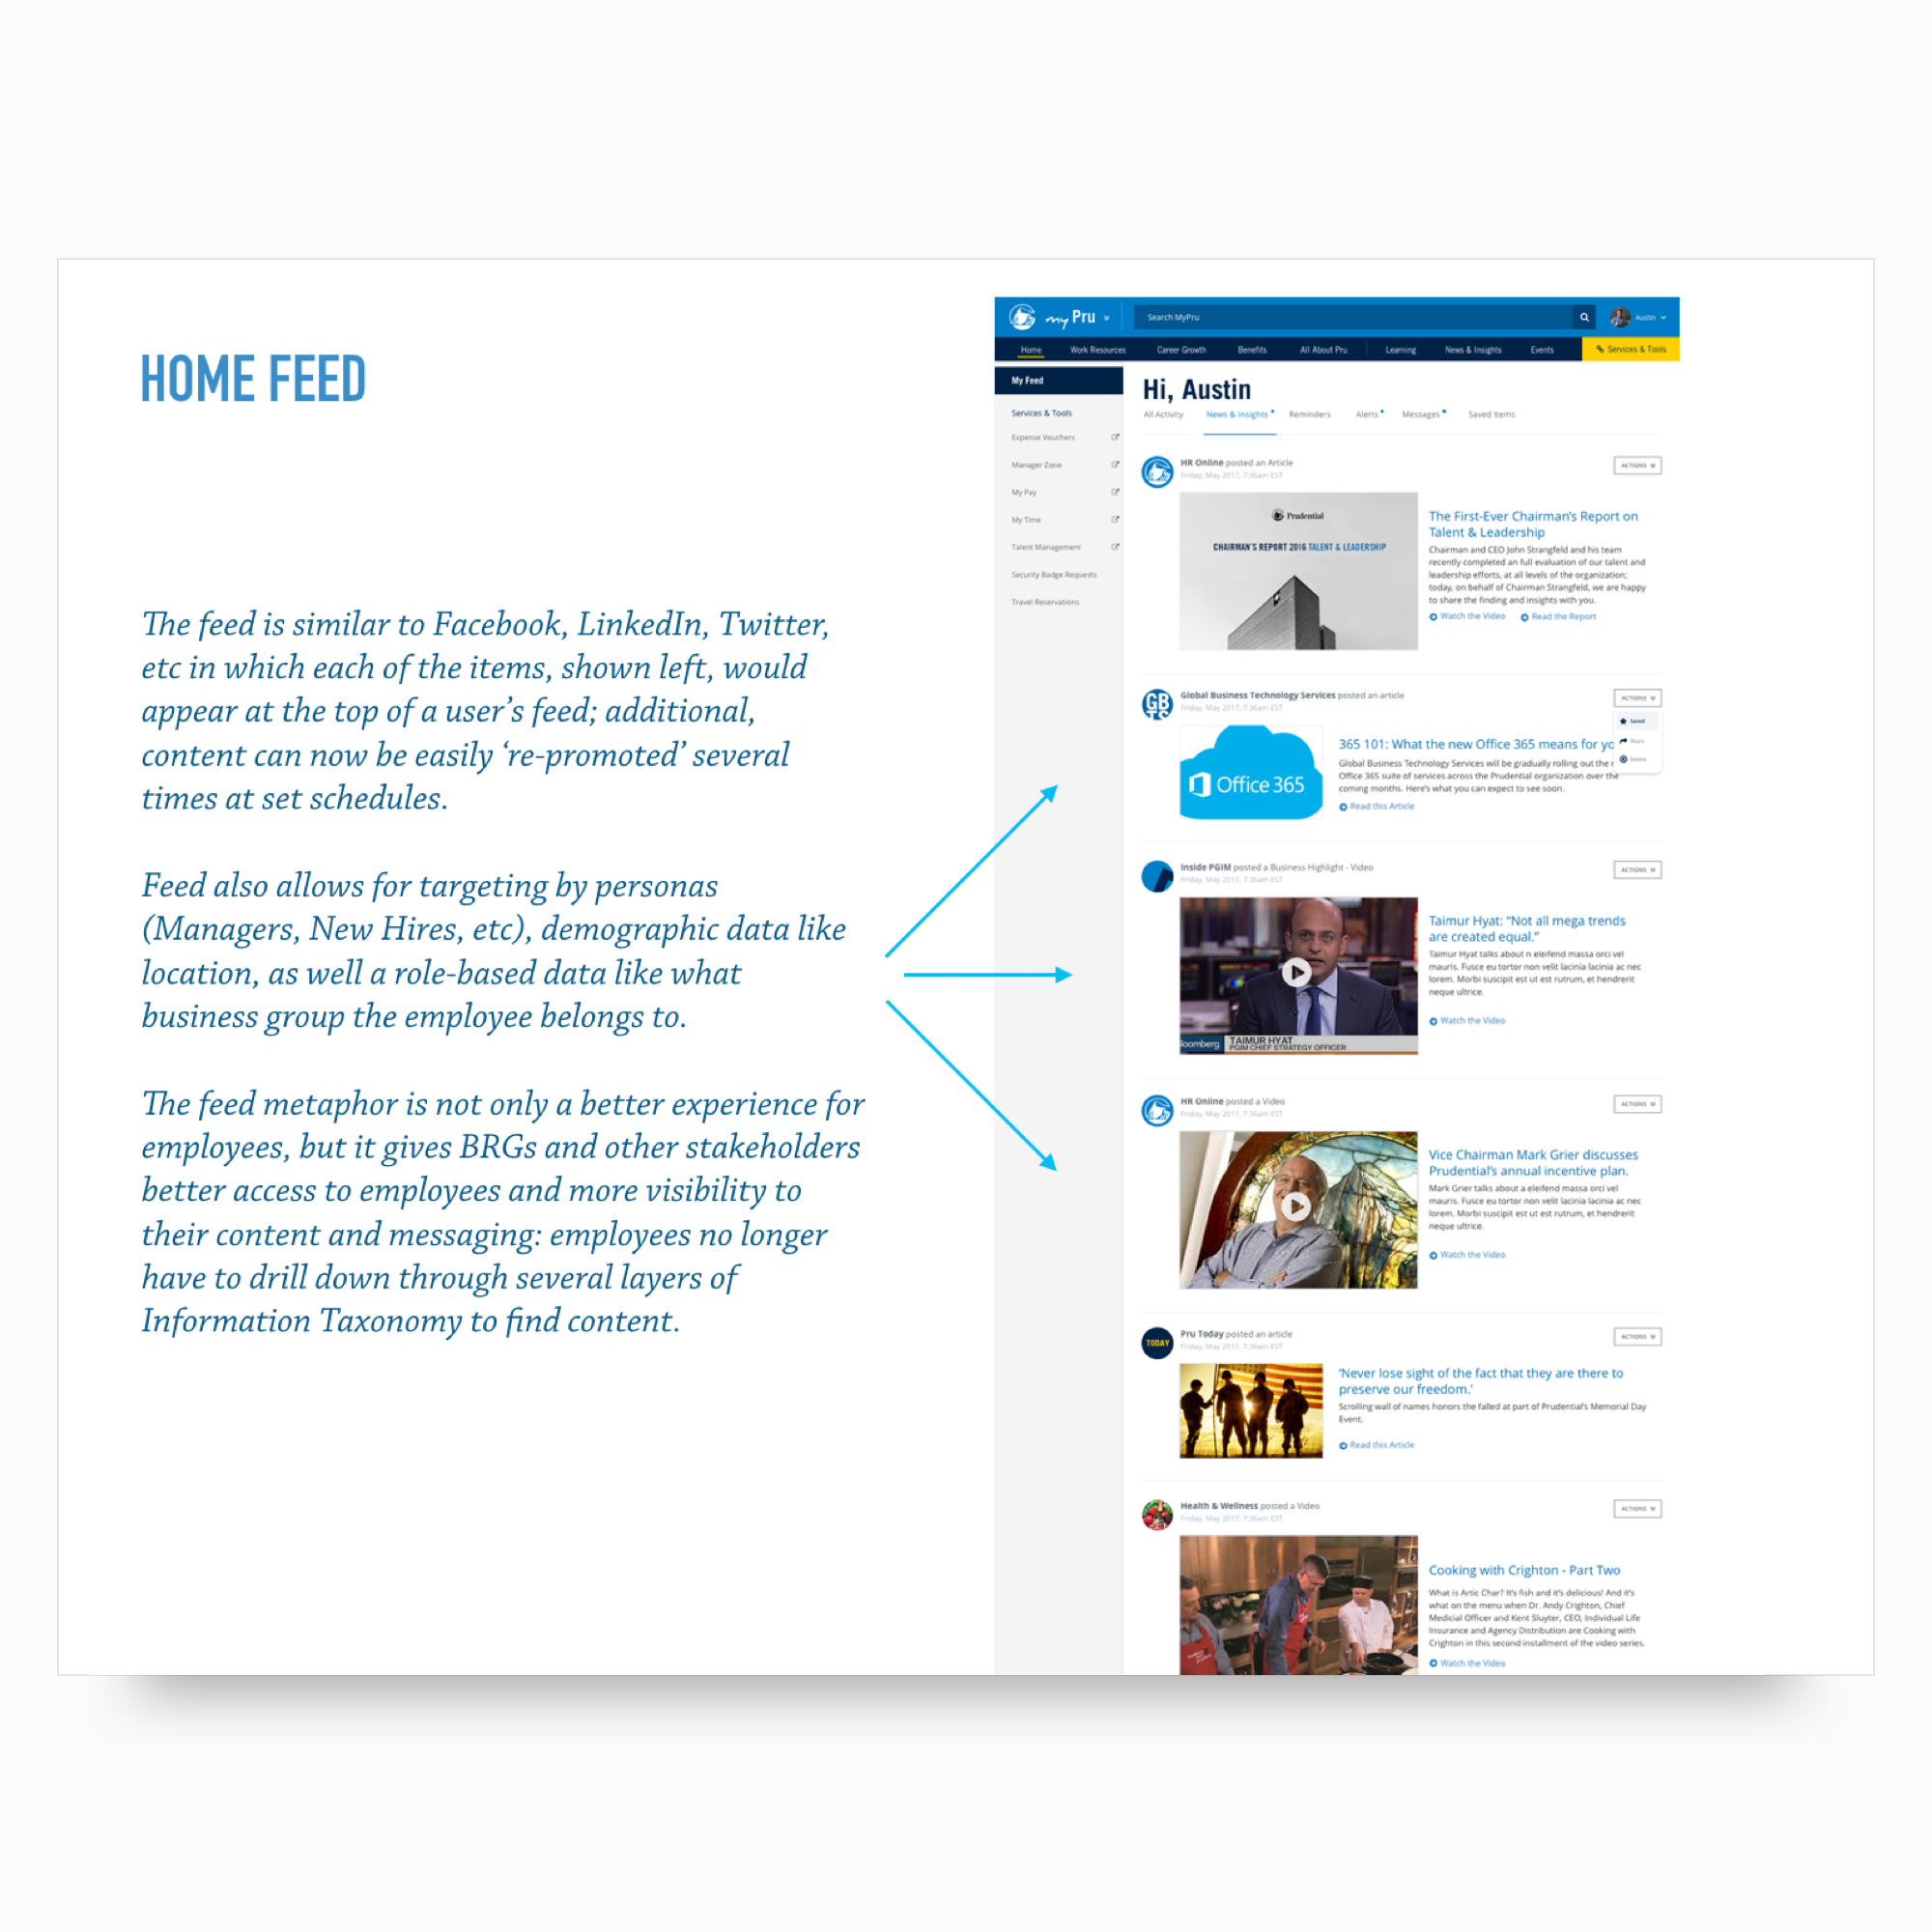 HOME FEED
The feed is similar to Facebook, LinkedIn, Twitter,
etc in which each of the items, shown left, would
appear at the top of a user’s feed; additional,
content can now be easily ‘re-promoted’ several
times at set schedules.
Feed also allows for targeting by personas
(Managers, New Hires, etc), demographic data like
location, as well a role-based data like what
business group the employee belongs to.
The feed metaphor is not only a better experience for
employees, but it gives BRGs and other stakeholders
better access to employees and more visibility to
their content and messaging: employees no longer
have to drill down through several layers of
Information Taxonomy to find content.
my Pru
Search MyPru
Austin
Home Work Resources Career Growth Benefits All About Pru Learning News & Insights Events Services & Tools
My Feed
Services & Tools
Expense Vouchers
Manager Zone
My Pay
My Time
Talent Management
Security Badge Requests
Travel Reservations
Hi, Austin
All Activity News & Insights Reminders Alerts Messages Saved Items
HR Online posted an Article
Friday, May 2017, 7:36am EST
ACTIONS
Prudential
CHAIRMAN'S REPORT 2016 TALENT & LEADERSHIP
The First-Ever Chairman’s Report on
Talent & Leadership
Chairman and CEO John Strangfeld and his team
recently completed an full evaluation of our talent and
leadership efforts, at all levels of the organization;
today, on behalf of Chairman Strangfeld, we are happy
to share the finding and insights with you.
Watch the Video Read the Report
GB
TS
Global Business Technology Services posted an article
Friday, May 2017, 7:36am EST
ACTIONS
Saved
Share
Delete
Office 365
365 101: What the new Office 365 means for yo
Global Business Technology Services will be gradually rolling out the
Office 365 suite of services across the Prudential organization over the
coming months. Here's what you can expect to see soon.
Read this Article
Inside PGIM posted a Business Highlight - Video
Friday, May 2017, 7:36am EST
ACTIONS
loomberg
TAIMUR HYAT
PGIM CHIEF STRATEGY OFFICER
Taimur Hyat: “Not all mega trends
are created equal.”
Taimur Hyat talks about n eleifend massa orci vel
mauris. Fusce eu tortor non velit lacinia lacinia ac nec
lorem. Morbi suscipit est ut est rutrum, et hendrerit
neque ultrice.
Watch the Video
HR Online posted a Video
Friday, May 2017, 7:36am EST
ACTIONS
Vice Chairman Mark Grier discusses
Prudential’s annual incentive plan.
Mark Grier talks about a eleifend massa orci vel
mauris. Fusce eu tortor non velit lacinia lacinia ac nec
lorem. Morbi suscipit est ut est rutrum, et hendrerit
neque ultrice.
Watch the Video
TODAY
Pru Today posted an article
Friday, May 2017, 7:36am EST
ACTIONS
‘Never lose sight of the fact that they are there to
preserve our freedom.’
Scrolling wall of names honors the falled at part of Prudential's Memorial Day
Event.
Read this Article
Health & Wellness posted a Video
Friday, May 2017, 7:36am EST
ACTIONS
Cooking with Crighton - Part Two
What is Artic Char? It's fish and it's delicious! And it's
what on the menu when Dr. Andy Crighton, Chief
Medicial Officer and Kent Sluyter, CEO, Individual Life
Insurance and Agency Distribution are Cooking with
Crighton in this second installment of the video series.
Watch the Video